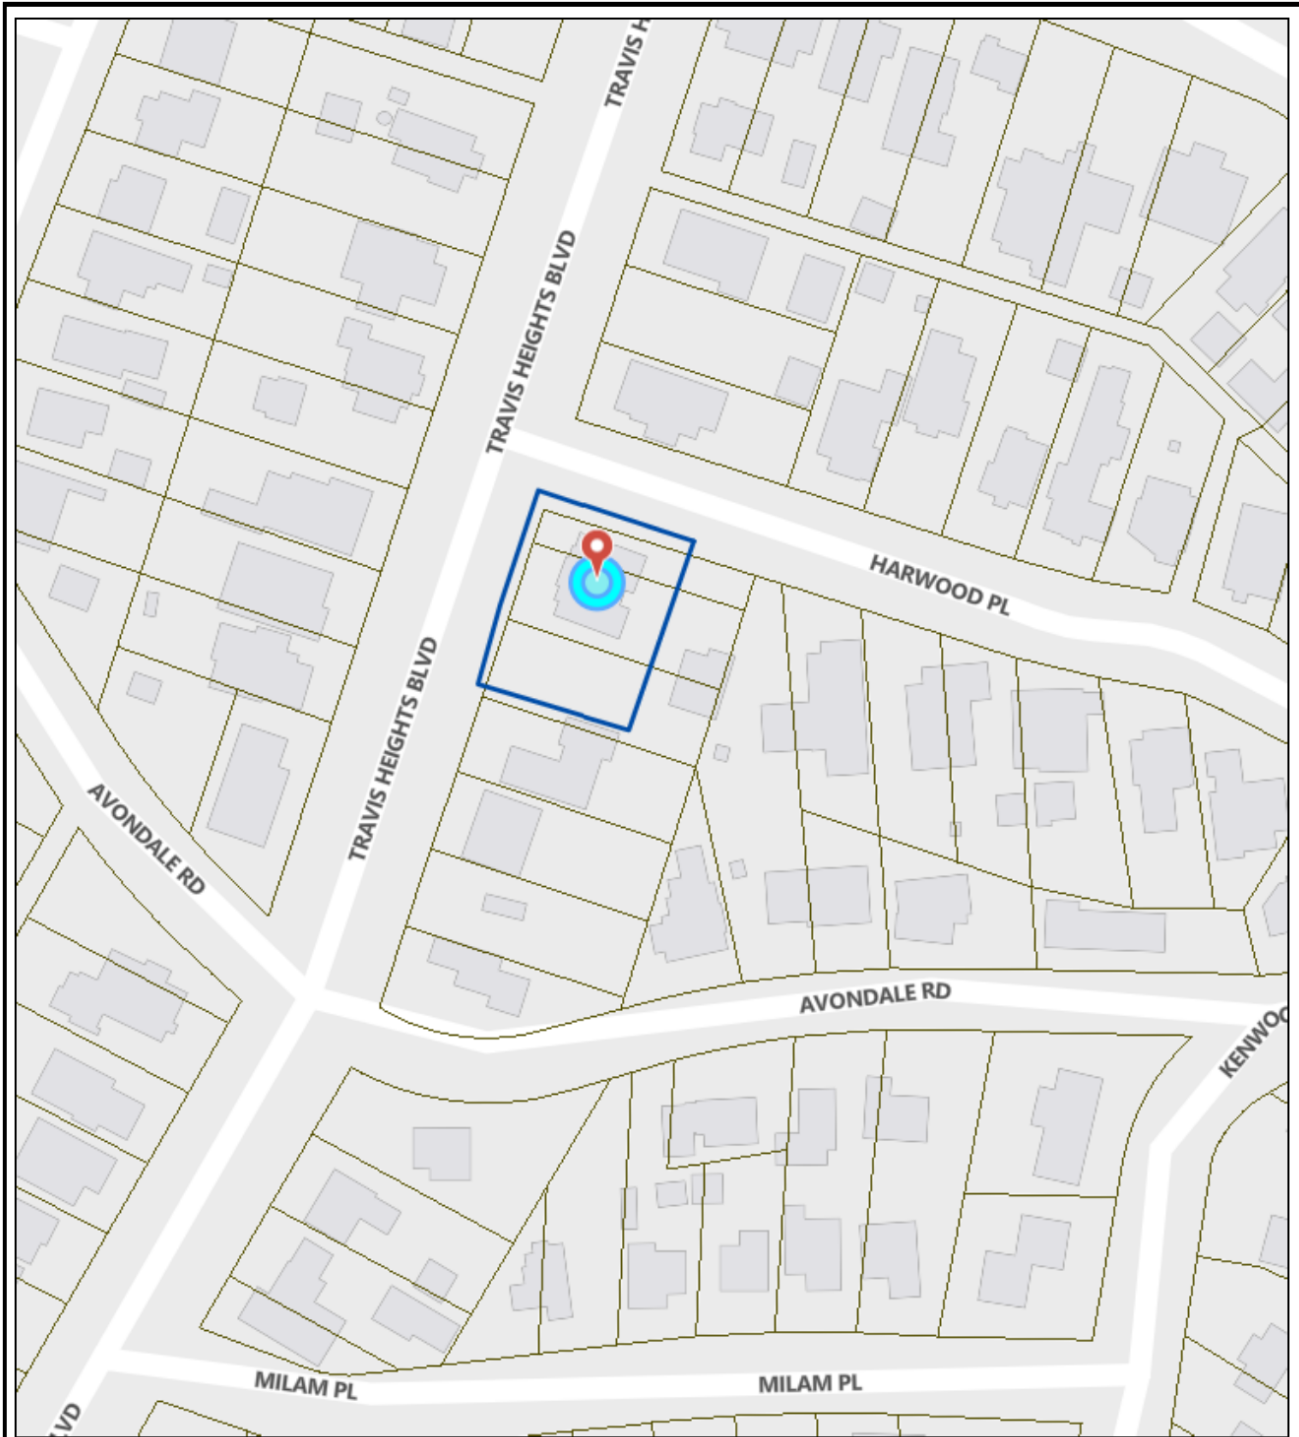 TRAVIS H
TRAVIS HEIGHTS BLVD
HARWOOD PL
TRAVIS HEIGHTS BLVD
AVONDALE RD
AVONDALE RD
KENWOO
MILAM PL
MILAM PL
LVD